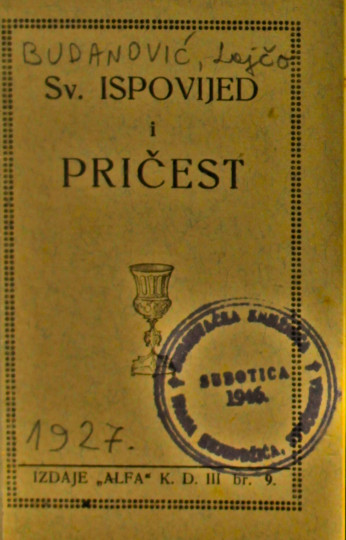 BUDANOVIĆ, Lajčo
Sv. ISPOVIJED
i
PRIČEST
SUBOTICA
1946.
1927.
IZDAJE „ALFA“ K. D. III br. 9.